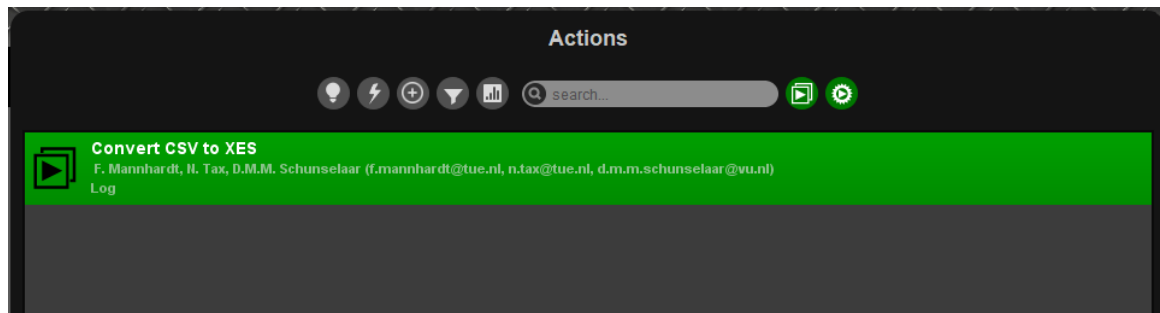 Actions
search...
Convert CSV to XES
F. Mannhardt, N. Tax, D.M.M. Schunselaar (f.mannhardt@tue.nl, n.tax@tue.nl, d.m.m.schunselaar@vu.nl)
Log